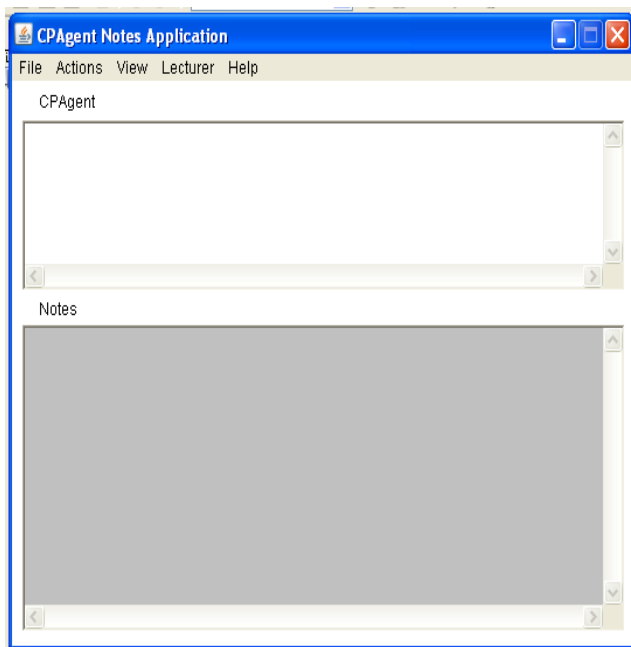 CPAgent Notes Application
File Actions View Lecturer Help
CPAgent
Notes